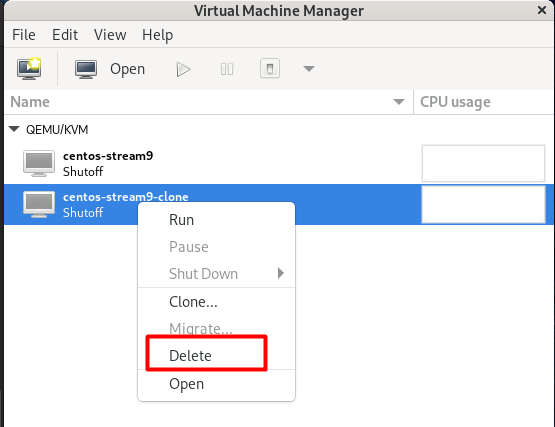 Virtual Machine Manager
File Edit View Help
Open
Name CPU usage
QEMU/KVM
centos-stream9
Shutoff
centos-stream9-clone
Shutoff
Run
Pause
Shut Down
Clone...
Migrate...
Delete
Open